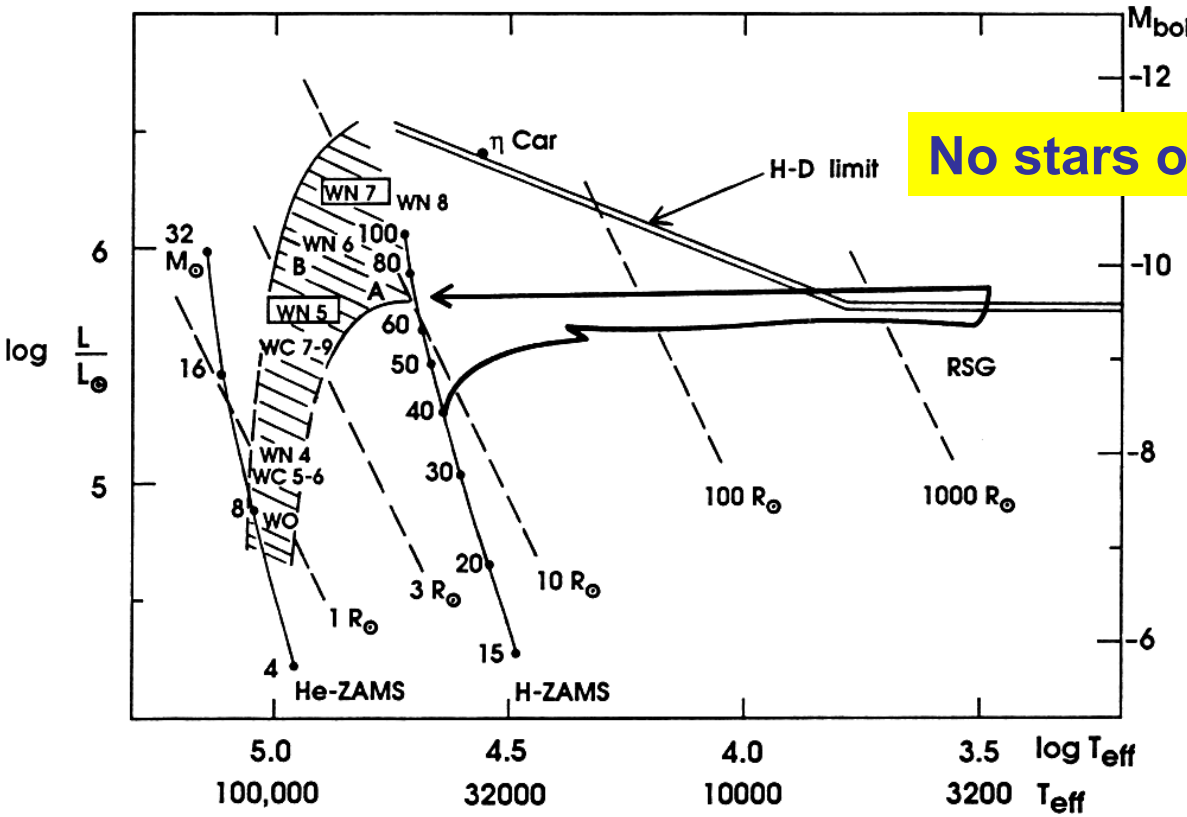 M bol
-12
η Car
No stars o
H-D limit
WN 7
WN 8
32
M⊙
100
6
WN 6
B
80
-10
A
WN 5
60
log L/L⊙
WC 7-9
50
16
RSG
40
-8
WN 4
WC 5-6
30
5
100 R⊙
1000 R⊙
8
WO
20
3 R⊙
10 R⊙
1 R⊙
-6
4
15
He-ZAMS
H-ZAMS
5.0 4.5 4.0 3.5 log Teff
100,000 32000 10000 3200 Teff